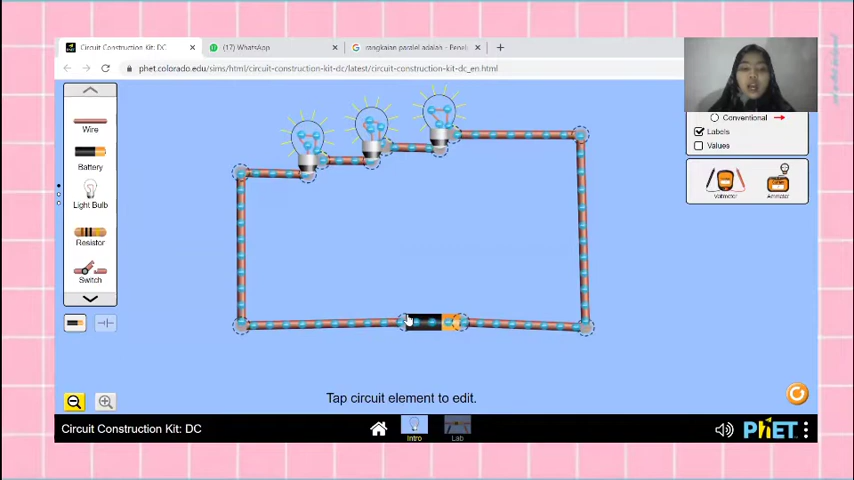 Circuit Construction Kit: DC
(17) WhatsApp
rangkaian paralel adalah - Penelu
phet.colorado.edu/sims/html/circuit-construction-kit-dc/latest/circuit-construction-kit-dc_en.html
Conventional
Labels
Values
Voltmeter
Ammeter
Wire
Battery
Light Bulb
Resistor
Switch
Tap circuit element to edit.
Circuit Construction Kit: DC
Intro
Lab
PhET